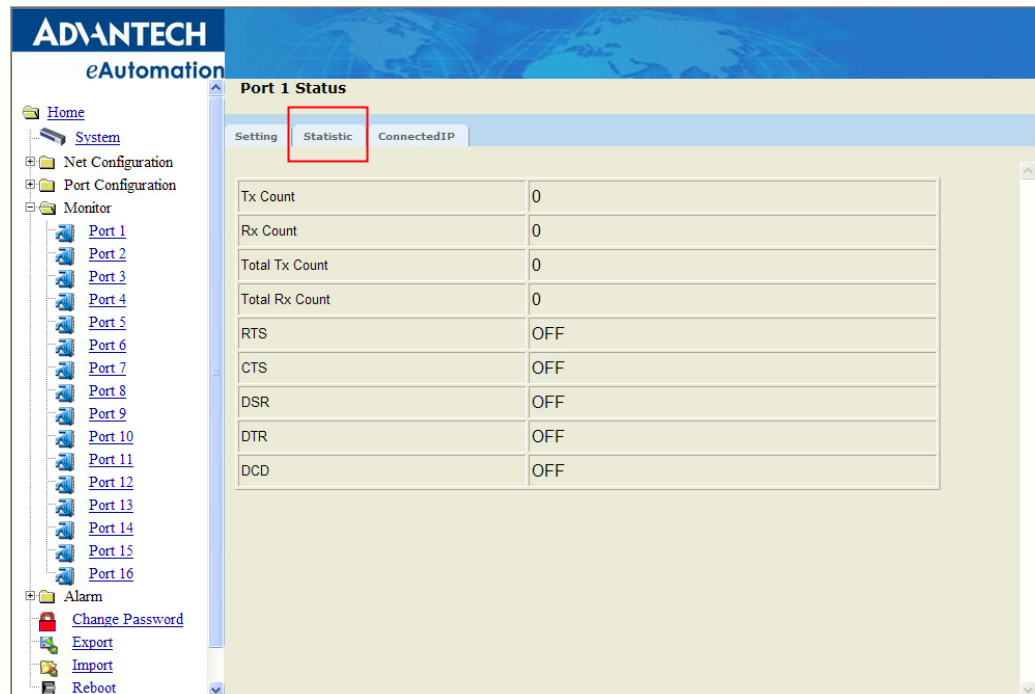 ADVANTECH
eAutomation
Home
System
Net Configuration
Port Configuration
Monitor
Port 1
Port 2
Port 3
Port 4
Port 5
Port 6
Port 7
Port 8
Port 9
Port 10
Port 11
Port 12
Port 13
Port 14
Port 15
Port 16
Alarm
Change Password
Export
Import
Reboot
Port 1 Status
Setting Statistic ConnectedIP
Tx Count 0
Rx Count 0
Total Tx Count 0
Total Rx Count 0
RTS OFF
CTS OFF
DSR OFF
DTR OFF
DCD OFF